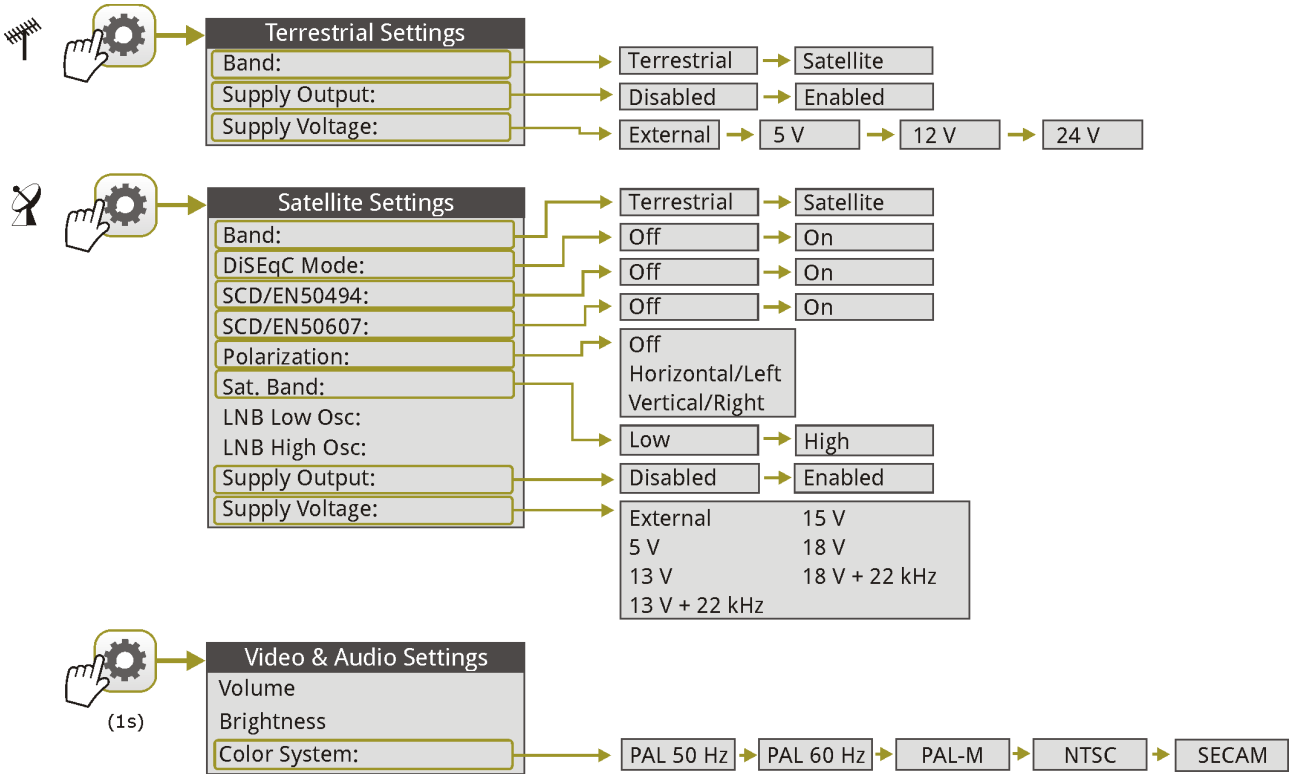 Terrestrial Settings
Band:
Terrestrial
Satellite
Supply Output:
Disabled
Enabled
Supply Voltage:
External
5 V
12 V
24 V
Satellite Settings
Band:
Terrestrial
Satellite
DiSEqC Mode:
Off
On
SCD/EN50494:
Off
On
SCD/EN50607:
Off
On
Polarization:
Off
Horizontal/Left
Vertical/Right
Sat. Band:
Low
High
LNB Low Osc:
LNB High Osc:
Supply Output:
Disabled
Enabled
Supply Voltage:
External
5 V
13 V
13 V + 22 kHz
15 V
18 V
18 V + 22 kHz
(1s)
Video & Audio Settings
Volume
Brightness
Color System:
PAL 50 Hz
PAL 60 Hz
PAL-M
NTSC
SECAM